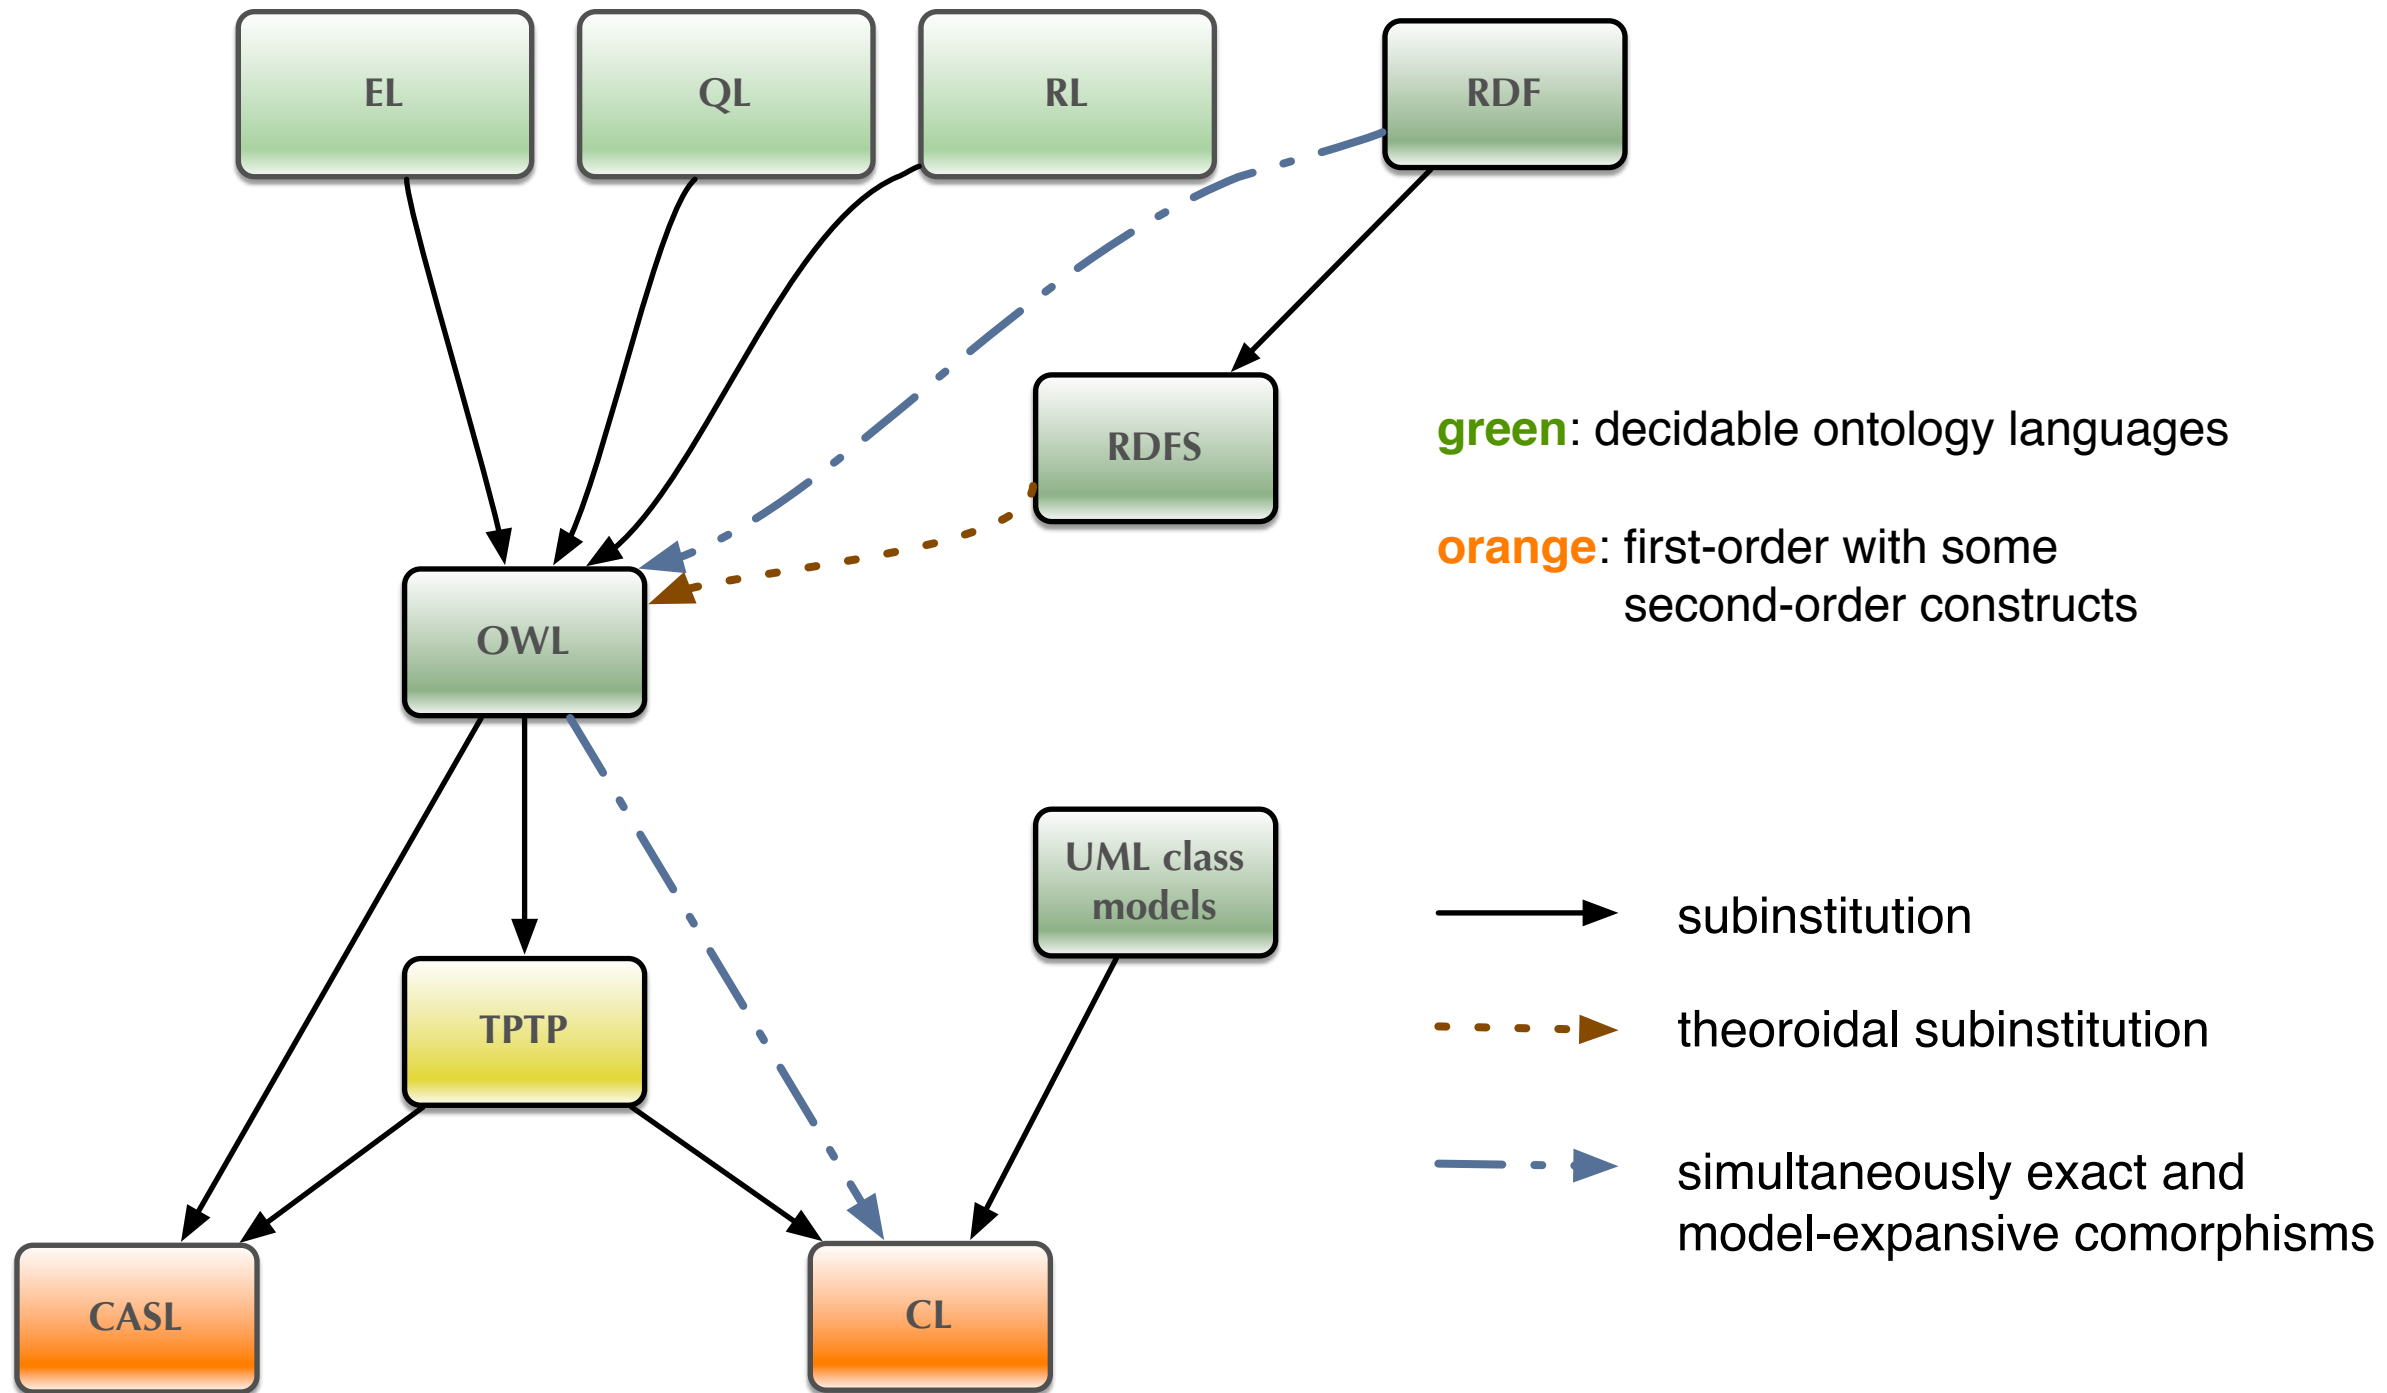 EL
QL
RL
RDF
RDFS
green: decidable ontology languages
orange: first-order with some
second-order constructs
OWL
UML class
models
subinstitution
TPTP
theoroidal subinstitution
simultaneously exact and
model-expansive comorphisms
CASL
CL